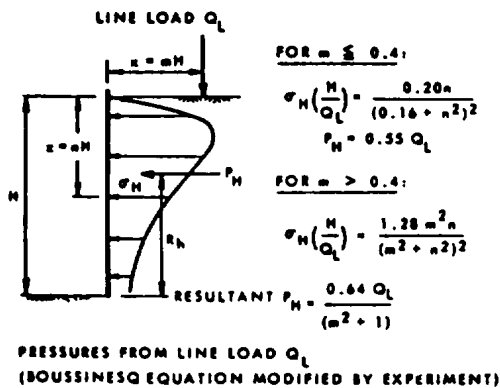 LINE LOAD Q_L
x = mH
z = nH
H
σ_H
P_H
R_h
FOR m ≦ 0.4:
σ_H(H/Q_L) = 0.20n/(0.16 + n²)²
P_H = 0.55 Q_L
FOR m > 0.4:
σ_H(H/Q_L) = 1.28 m²n/(m² + n²)²
RESULTANT P_H = 0.64 Q_L/(m² + 1)
PRESSURES FROM LINE LOAD Q_L
(BOUSSINESQ EQUATION MODIFIED BY EXPERIMENT)